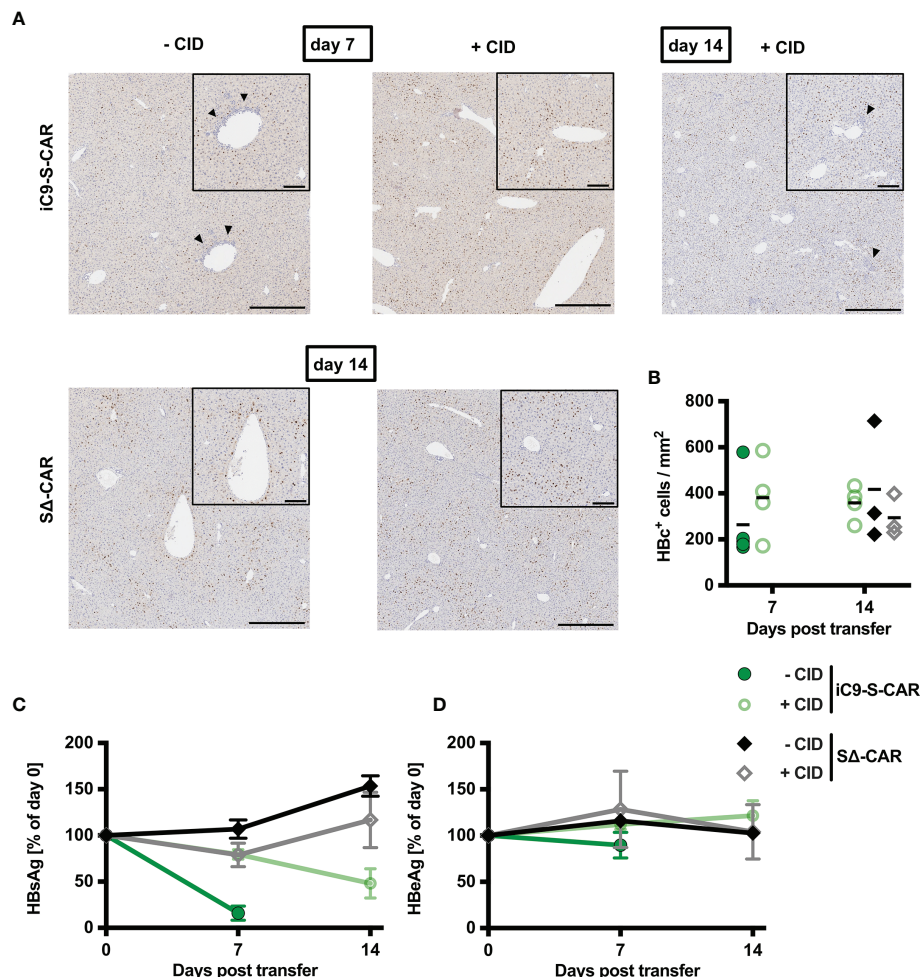 A
- CID
day 7
+ CID
day 14
+ CID
iC9-S-CAR
day 14
SΔ-CAR
B
HBc⁺ cells / mm²
800
600
400
200
0
7
14
Days post transfer
- CID
+ CID
iC9-S-CAR
- CID
+ CID
SΔ-CAR
C
HBsAg [% of day 0]
200
150
100
50
0
0
7
14
Days post transfer
D
HBeAg [% of day 0]
200
150
100
50
0
0
7
14
Days post transfer